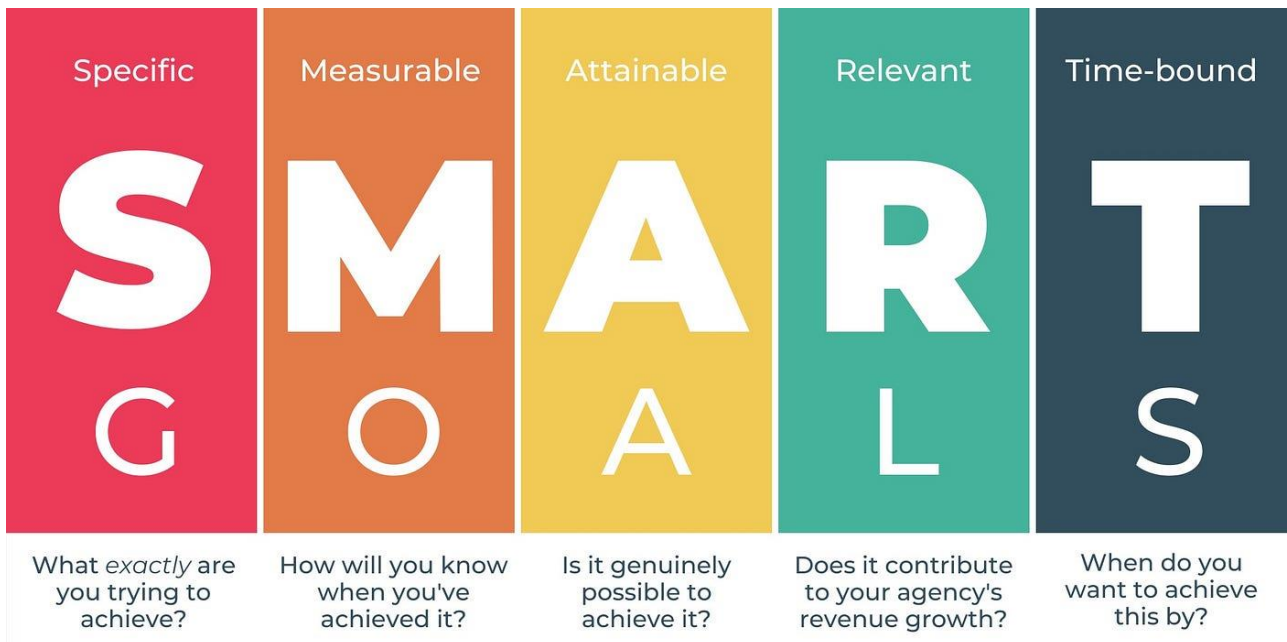 Specific
Measurable
Attainable
Relevant
Time-bound
S M A R T
G O A L S
What exactly are
you trying to
achieve?
How will you know
when you've
achieved it?
Is it genuinely
possible to
achieve it?
Does it contribute
to your agency's
revenue growth?
When do you
want to achieve
this by?